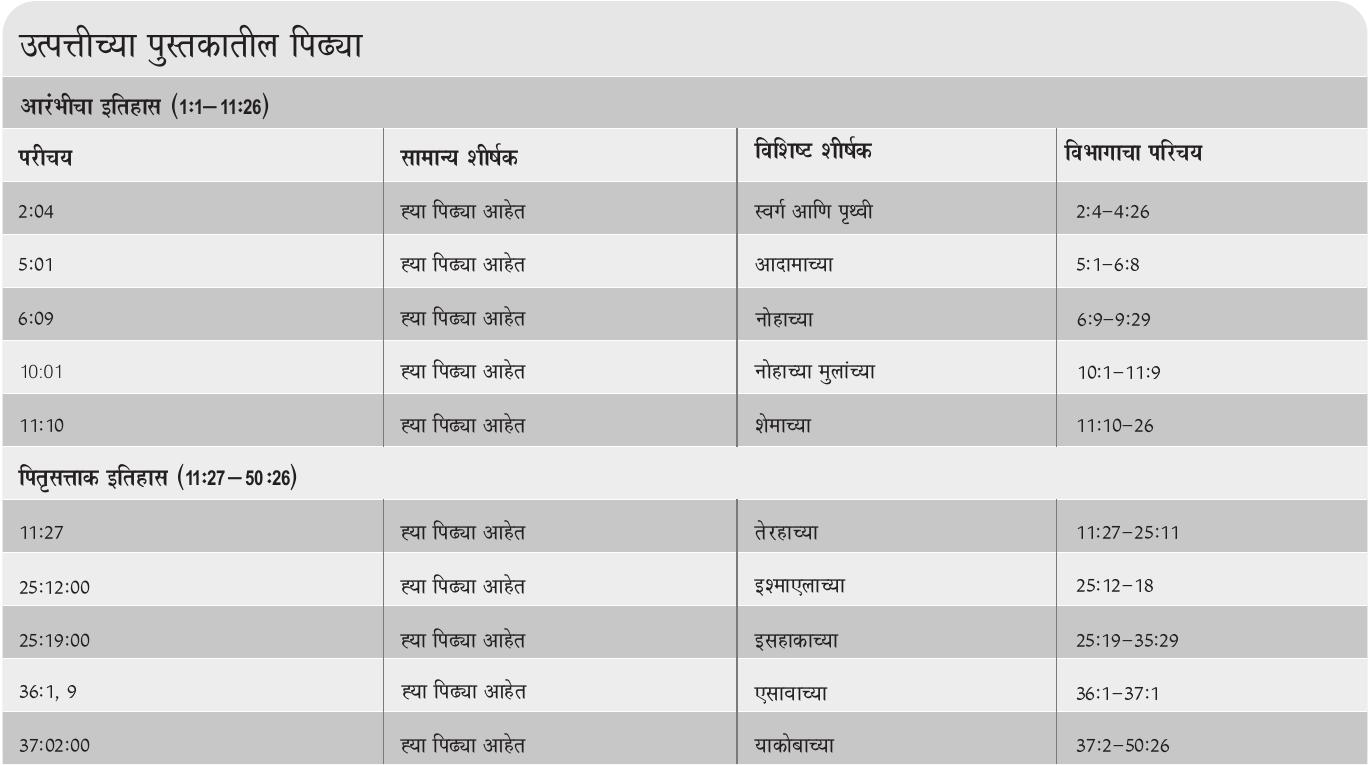 उत्पत्तीच्या पुस्तकातील पिढ्या
आरंभीचा इतिहास (1:1– 11:26)
परीचय सामान्य शीर्षक विशिष्ट शीर्षक विभागाचा परिचय
2:04 ह्या पिढ्या आहेत स्वर्ग आणि पृथ्वी 2:4–4:26
5:01 ह्या पिढ्या आहेत आदामाच्या 5:1–6:8
6:09 ह्या पिढ्या आहेत नोहाच्या 6:9–9:29
10:01 ह्या पिढ्या आहेत नोहाच्या मुलांच्या 10:1–11:9
11:10 ह्या पिढ्या आहेत शेमाच्या 11:10–26
पितृसत्ताक इतिहास (11:27 – 50 :26)
11:27 ह्या पिढ्या आहेत तेरहाच्या 11:27–25:11
25:12:00 ह्या पिढ्या आहेत इश्माएलाच्या 25:12–18
25:19:00 ह्या पिढ्या आहेत इसहाकाच्या 25:19–35:29
36:1, 9 ह्या पिढ्या आहेत एसावाच्या 36:1–37:1
37:02:00 ह्या पिढ्या आहेत याकोबाच्या 37:2–50:26